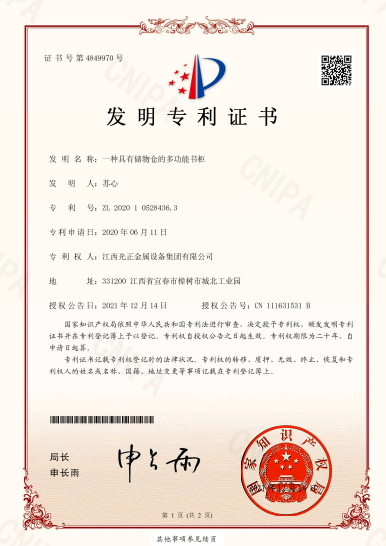 证书号第4849970号
发明专利证书
发明名称：一种具有储物仓的多功能书柜
发明人：苏心
专利号：ZL 2020 1 0528436.3
专利申请日：2020年06月11日
专利权人：江西光正金属设备集团有限公司
地址：331200 江西省宜春市樟树市城北工业园
授权公告日：2021年12月14日 授权公告号：CN 111631531 B
国家知识产权局依照中华人民共和国专利法进行审查，决定授予专利权，颁发发明专利
证书并在专利登记簿上予以登记。专利权自授权公告之日起生效。专利权期限为二十年，自
申请日起算。
专利证书记载专利权登记时的法律状况。专利权的转移、质押、无效、终止、恢复和专利
权人的姓名或名称、国籍、地址变更等事项记载在专利登记簿上。
局长
申长雨
申长雨
国家知识产权局
第 1 页 (共 2 页)
其他事项参见续页
CNIPA